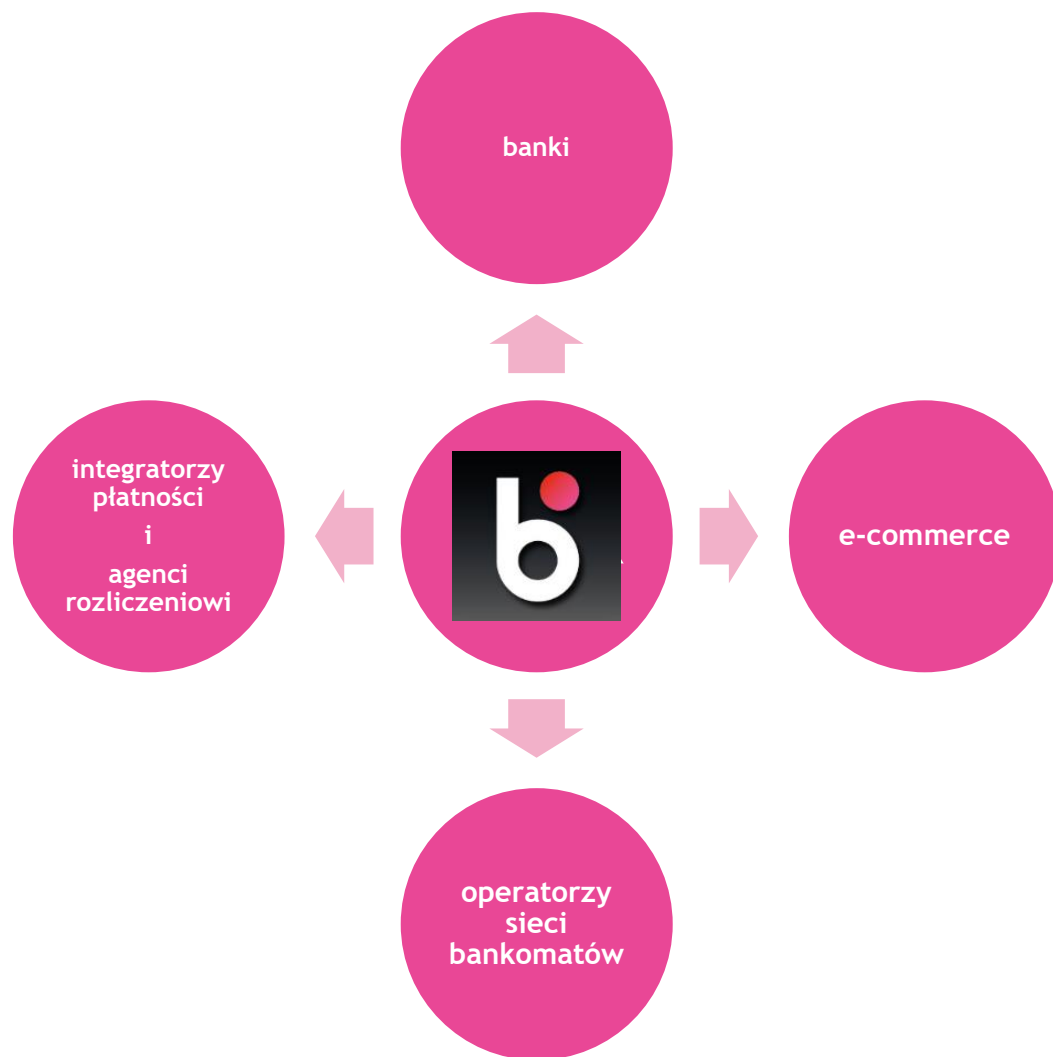 banki
integratorzy
płatności
i
agenci
rozliczeniowi
b
e-commerce
operatorzy
sieci
bankomatów